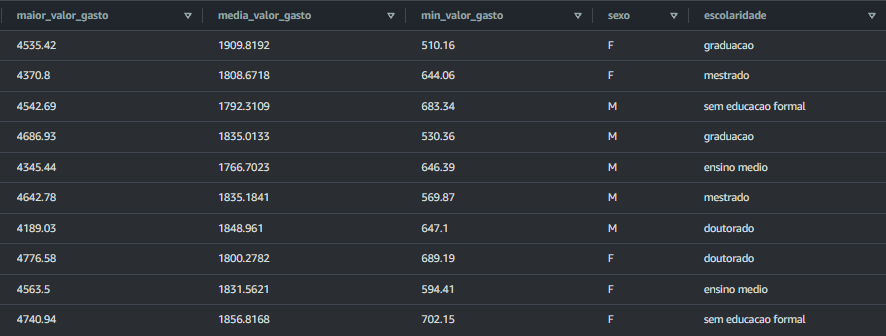 maior_valor_gasto media_valor_gasto min_valor_gasto sexo escolaridade
4535.42 1909.8192 510.16 F graduacao
4370.8 1808.6718 644.06 F mestrado
4542.69 1792.3109 683.34 M sem educacao formal
4686.93 1835.0133 530.36 M graduacao
4345.44 1766.7023 646.39 M ensino medio
4642.78 1835.1841 569.87 M mestrado
4189.03 1848.961 647.1 M doutorado
4776.58 1800.2782 689.19 F doutorado
4563.5 1831.5621 594.41 F ensino medio
4740.94 1856.8168 702.15 F sem educacao formal